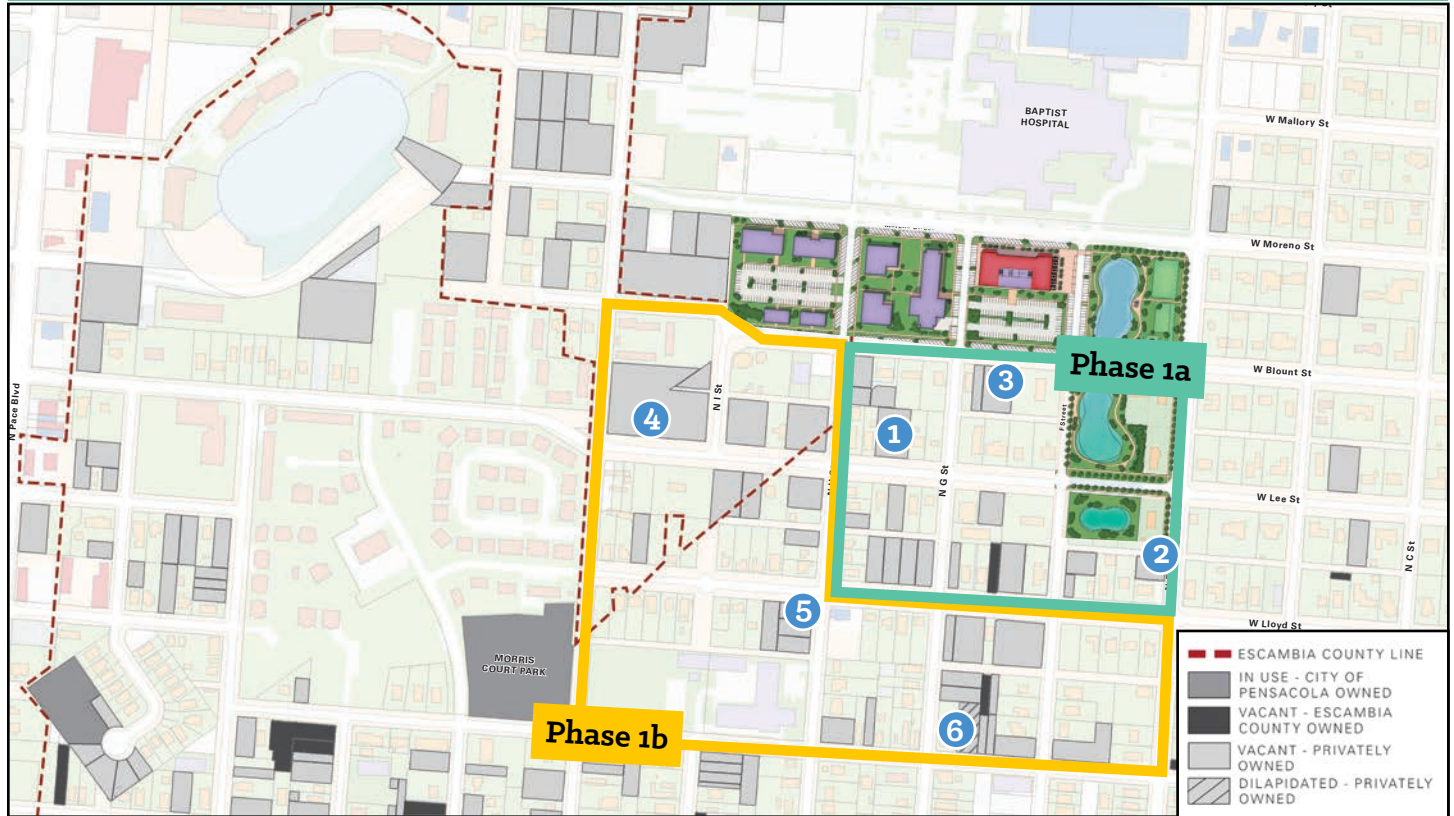 BAPTIST
HOSPITAL
W Mallory St
W Moreno St
Phase 1a
W Blount St
3
N Pace Blvd
N I St
4
1
F Street
N G St
W Lee St
2
N C St
5
W Lloyd St
MORRIS
COURT PARK
Phase 1b
6
ESCAMBIA COUNTY LINE
IN USE - CITY OF
PENSACOLA OWNED
VACANT - ESCAMBIA
COUNTY OWNED
VACANT - PRIVATELY
OWNED
DILAPIDATED - PRIVATELY
OWNED